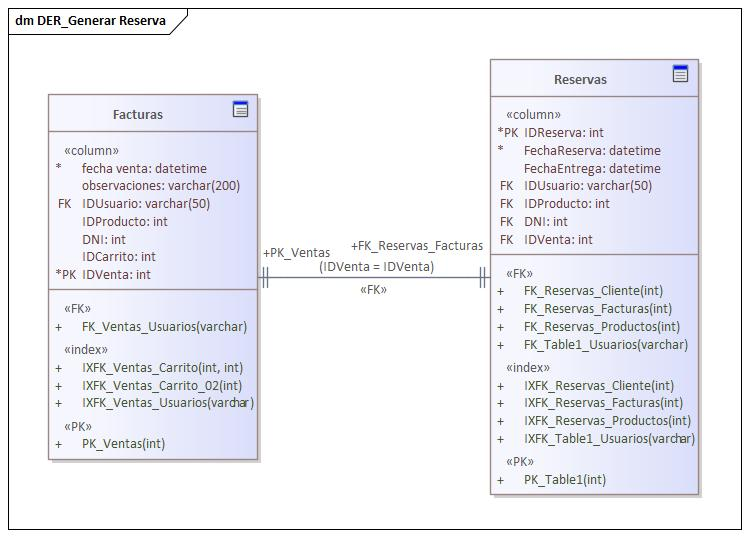 dm DER_Generar Reserva
Facturas
«column»
* fecha venta: datetime
observaciones: varchar(200)
FK IDUsuario: varchar(50)
IDProducto: int
DNI: int
IDCarrito: int
*PK IDVenta: int
«FK»
+ FK_Ventas_Usuarios(varchar)
«index»
+ IXFK_Ventas_Carrito(int, int)
+ IXFK_Ventas_Carrito_02(int)
+ IXFK_Ventas_Usuarios(varchar)
«PK»
+ PK_Ventas(int)
+PK_Ventas
+FK_Reservas_Facturas
(IDVenta = IDVenta)
«FK»
Reservas
«column»
*PK IDReserva: int
* FechaReserva: datetime
FechaEntrega: datetime
FK IDUsuario: varchar(50)
FK IDProducto: int
FK DNI: int
FK IDVenta: int
«FK»
+ FK_Reservas_Cliente(int)
+ FK_Reservas_Facturas(int)
+ FK_Reservas_Productos(int)
+ FK_Table1_Usuarios(varchar)
«index»
+ IXFK_Reservas_Cliente(int)
+ IXFK_Reservas_Facturas(int)
+ IXFK_Reservas_Productos(int)
+ IXFK_Table1_Usuarios(varchar)
«PK»
+ PK_Table1(int)